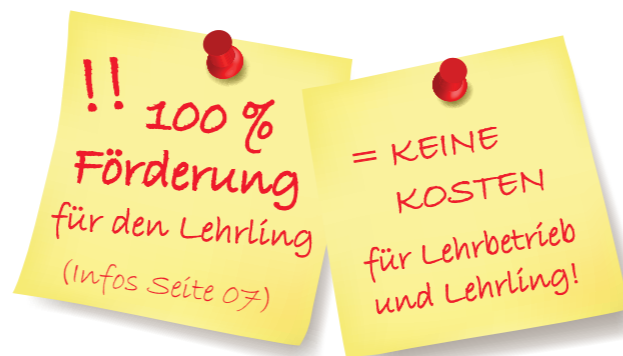 !! 100 %
Förderung
für den Lehrling
(Infos Seite 07)
= KEINE
KOSTEN
für Lehrbetrieb
und Lehrling!